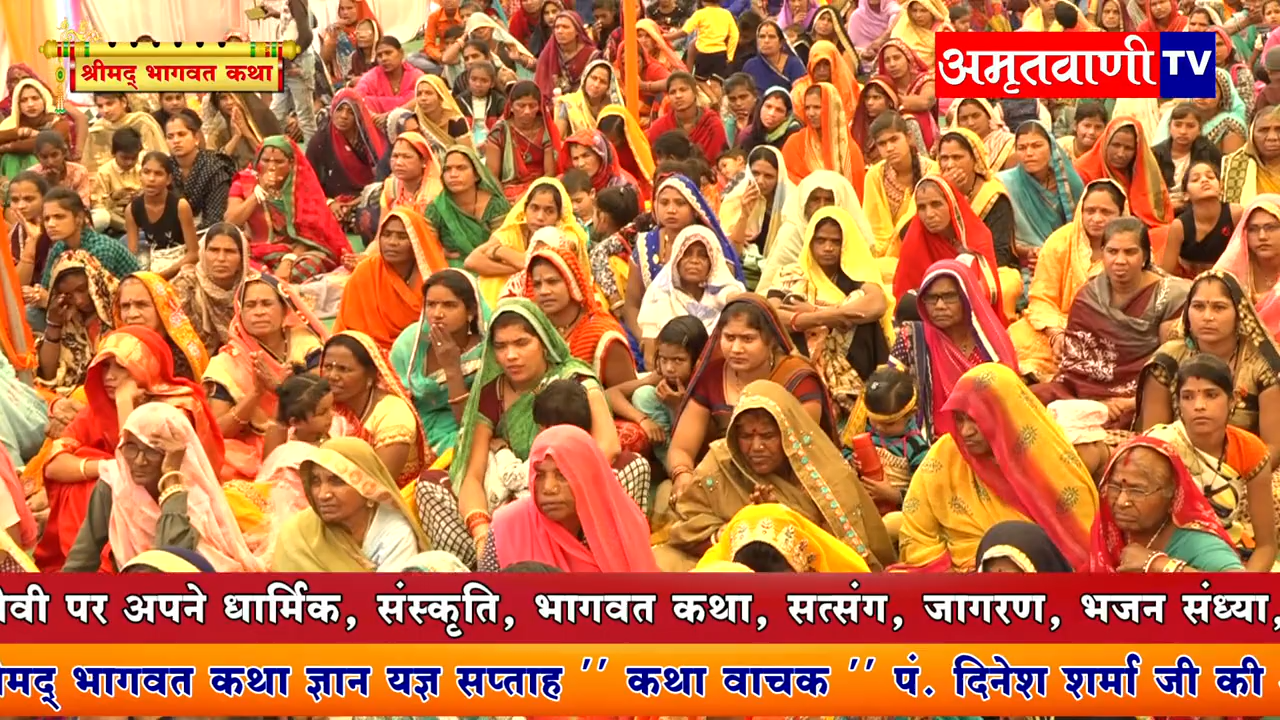 श्रीमद् भागवत कथा
अमृतवाणी TV
पर अपने धार्मिक, संस्कृति, भागवत कथा, सत्संग, जागरण, भजन संध्या,
भागवत कथा ज्ञान यज्ञ सप्ताह '' कथा वाचक '' पं. दिनेश शर्मा जी की